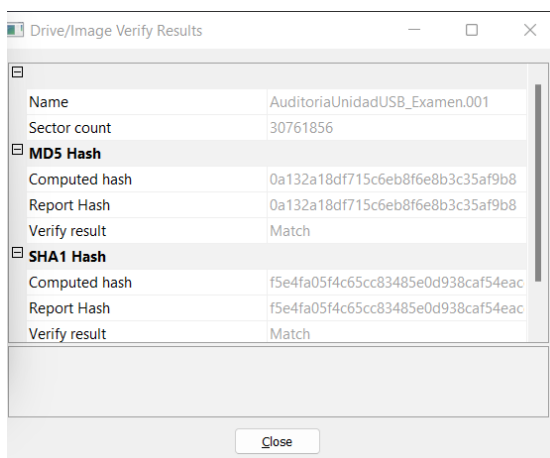 Drive/Image Verify Results
Name AuditoriaUnidadUSB_Examen.001
Sector count 30761856
MD5 Hash
Computed hash 0a132a18df715c6eb8f6e8b3c35af9b8
Report Hash 0a132a18df715c6eb8f6e8b3c35af9b8
Verify result Match
SHA1 Hash
Computed hash f5e4fa05f4c65cc83485e0d938caf54eac
Report Hash f5e4fa05f4c65cc83485e0d938caf54eac
Verify result Match
Close